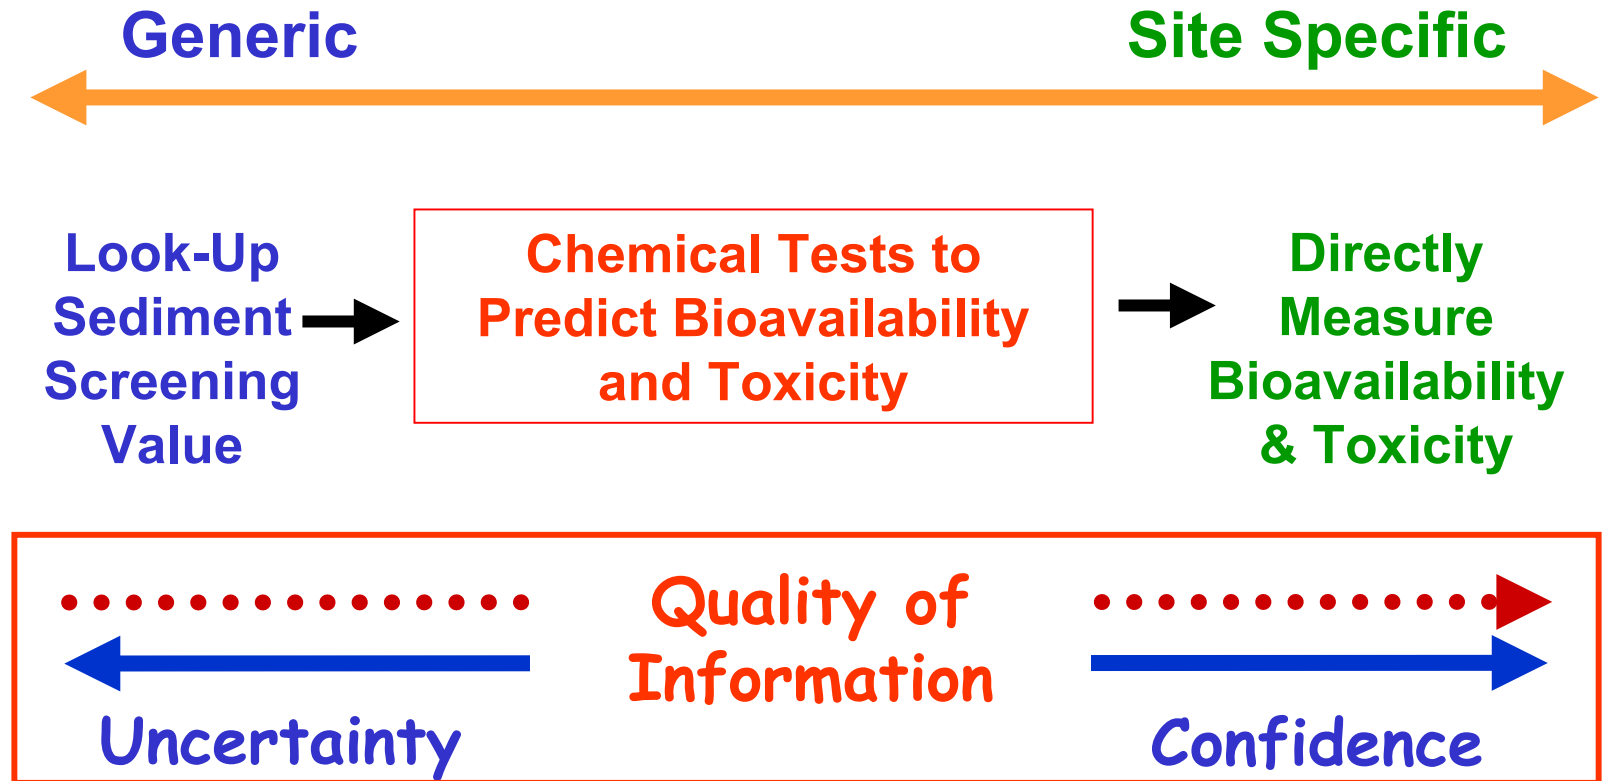 Generic
Site Specific
Look-Up
Sediment
Screening
Value
Chemical Tests to
Predict Bioavailability
and Toxicity
Directly
Measure
Bioavailability
& Toxicity
Quality of
Information
Uncertainty
Confidence